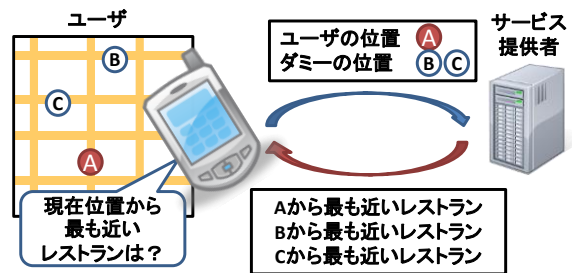 ユーザ
B
C
A
現在位置から
最も近い
レストランは？
ユーザの位置 A
ダミーの位置 B C
サービス
提供者
Aから最も近いレストラン
Bから最も近いレストラン
Cから最も近いレストラン